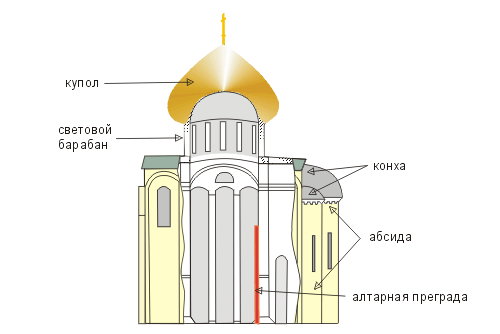 купол
световой
барабан
конха
абсида
алтарная преграда